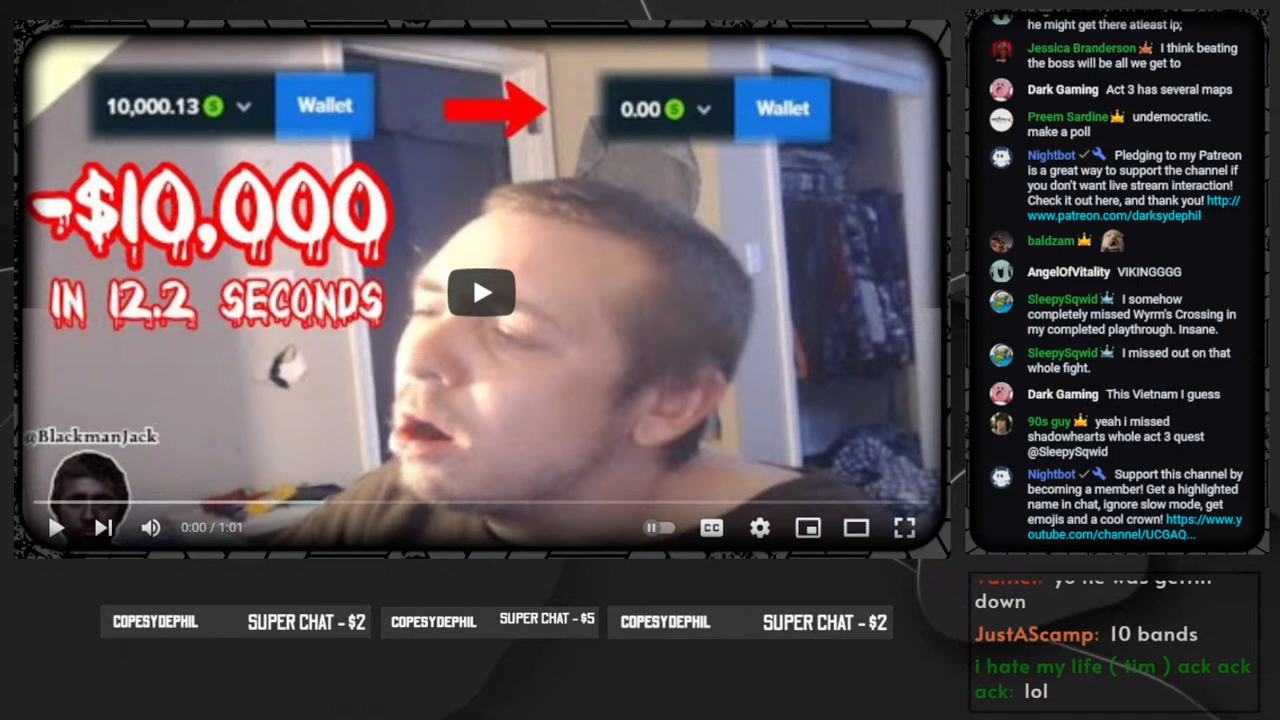 10,000.13
Wallet
0.00
Wallet
-$10,000
IN 12.2 SECONDS
@BlackmanJack
0:00 / 1:01
CC
he might get there atleast ip;
Jessica Branderson I think beating
the boss will be all we get to
Dark Gaming Act 3 has several maps
Preem Sardine undemocratic.
make a poll
Nightbot Pledging to my Patreon
is a great way to support the channel if
you don't want live stream interaction!
Check it out here, and thank you! http://
www.patreon.com/darksydephil
baldzam
AngelOfVitality VIKINGGGG
SleepySqwid I somehow
completely missed Wyrm's Crossing in
my completed playthrough. Insane.
SleepySqwid I missed out on that
whole fight.
Dark Gaming This Vietnam I guess
90s guy yeah i missed
shadowhearts whole act 3 quest
@SleepySqwid
Nightbot Support this channel by
becoming a member! Get a highlighted
name in chat, ignore slow mode, get
emojis and a cool crown! https://www.y
outube.com/channel/UCGAQ...
COPESYDEPHIL SUPER CHAT - $2
COPESYDEPHIL SUPER CHAT - $5
COPESYDEPHIL SUPER CHAT - $2
yo he was gettin
down
JustAScamp: 10 bands
i hate my life ( tim ) ack ack
ack: lol